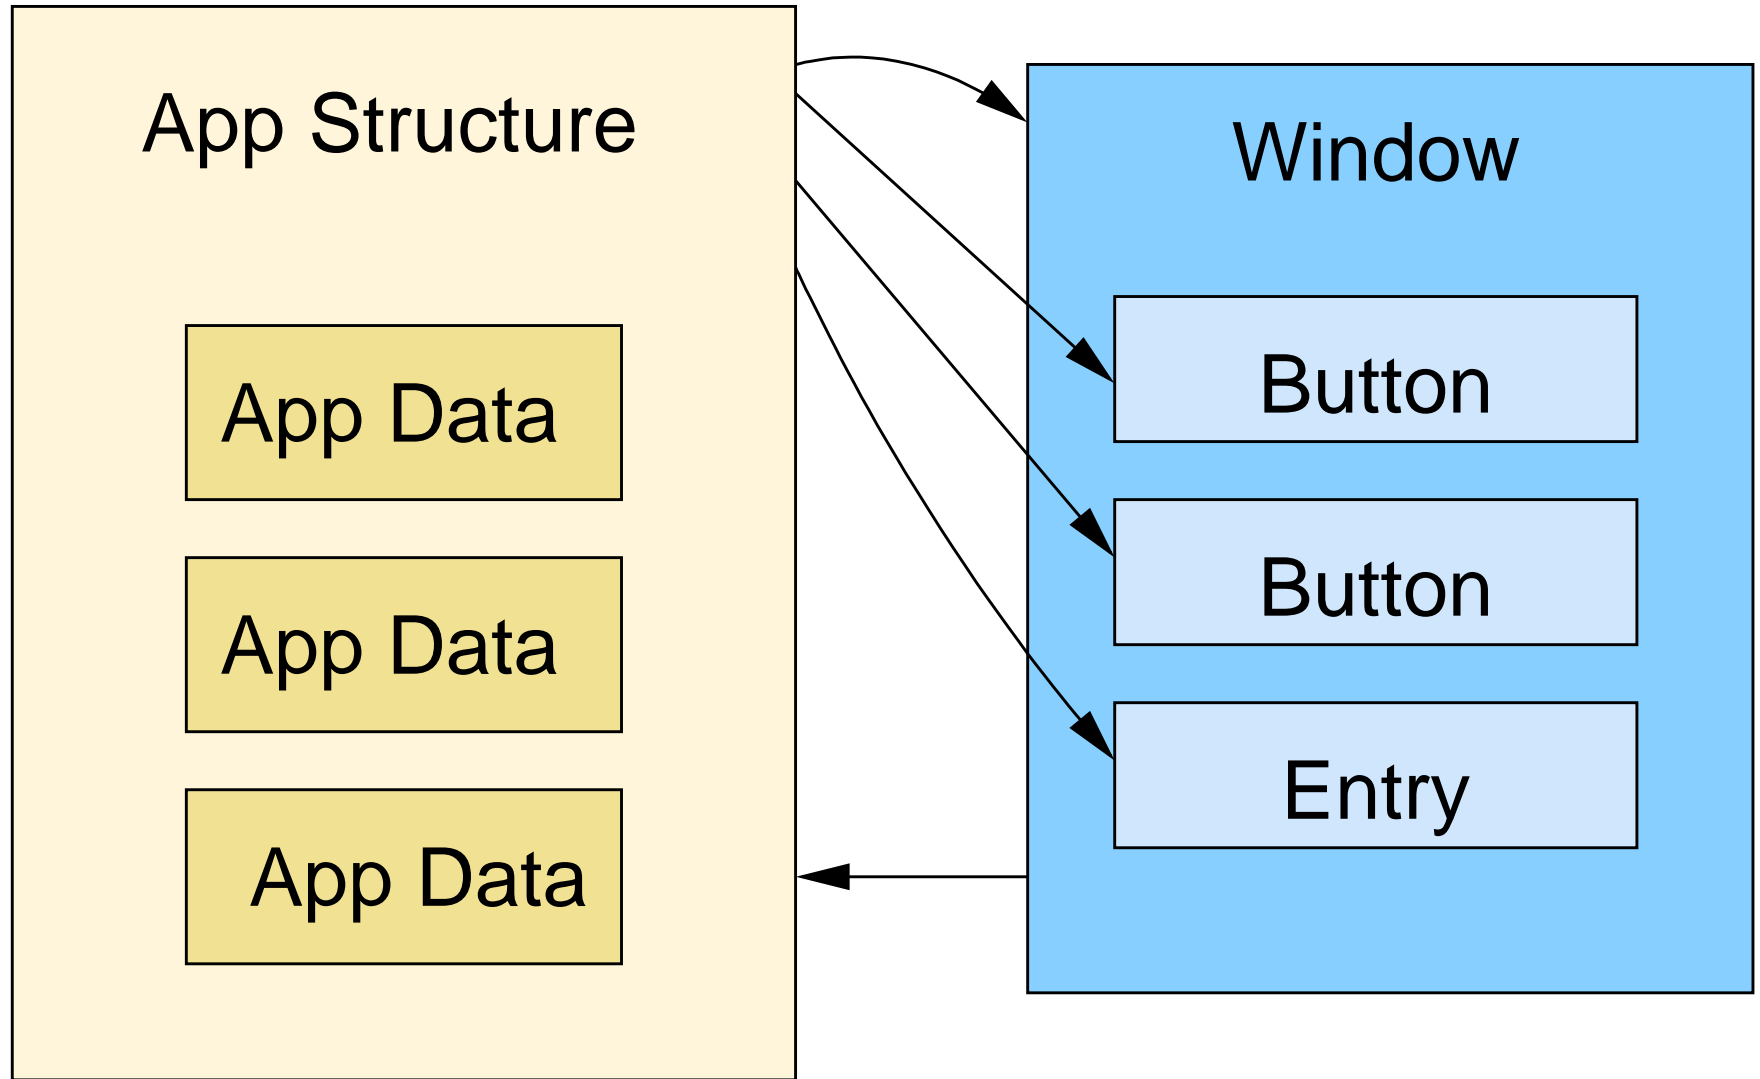 App Structure
App Data
App Data
App Data
Window
Button
Button
Entry